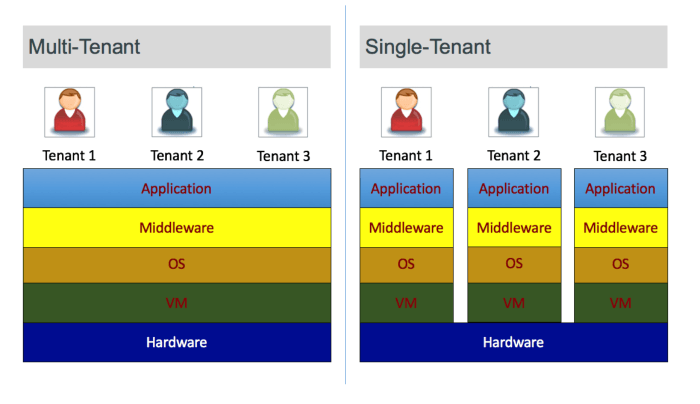 Multi-Tenant
Tenant 1 Tenant 2 Tenant 3
Application
Middleware
OS
VM
Hardware
Single-Tenant
Tenant 1 Tenant 2 Tenant 3
Application Application Application
Middleware Middleware Middleware
OS OS OS
VM VM VM
Hardware